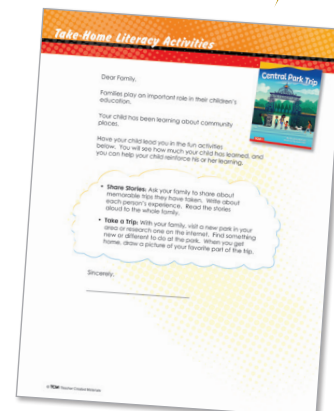 Take-Home Literacy Activities
Central Park Trip
Dear Family,
Families play an important role in their children's
education.
Your child has been learning about community
places.
Have your child lead you in the fun activities
below. You will see how much your child has learned, and
you can help your child reinforce his or her learning.
• Share Stories: Ask your family to share about
memorable trips they have taken. Write about
each person's experience. Read the stories
aloud to the whole family.
• Take a Trip: With your family, visit a new park in your
area or research one on the internet. Find something
new or different to do at the park. When you get
home, draw a picture of your favorite part of the trip.
Sincerely,
© TCM Teacher Created Materials